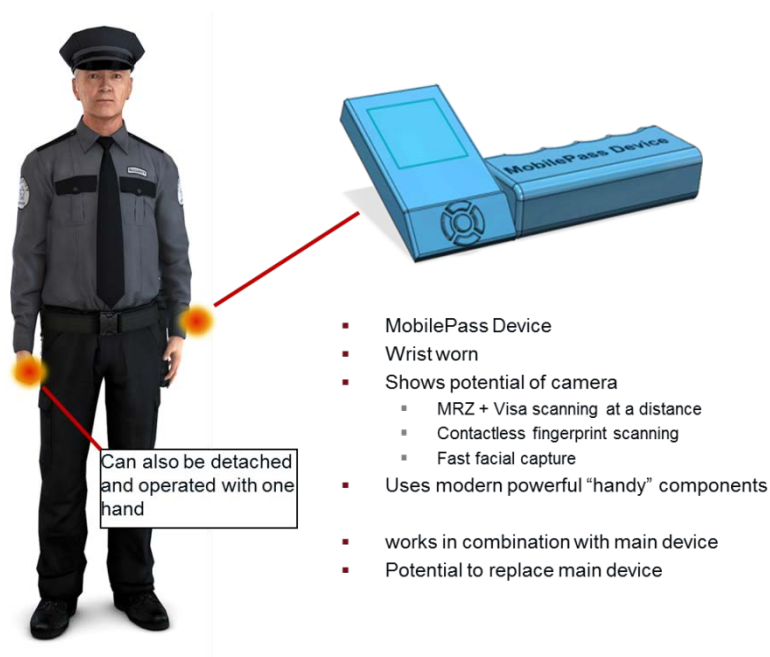 MobilePass Device
MobilePass Device
Wrist worn
Shows potential of camera
MRZ + Visa scanning at a distance
Contactless fingerprint scanning
Fast facial capture
Uses modern powerful “handy” components
works in combination with main device
Potential to replace main device
Can also be detached
and operated with one
hand